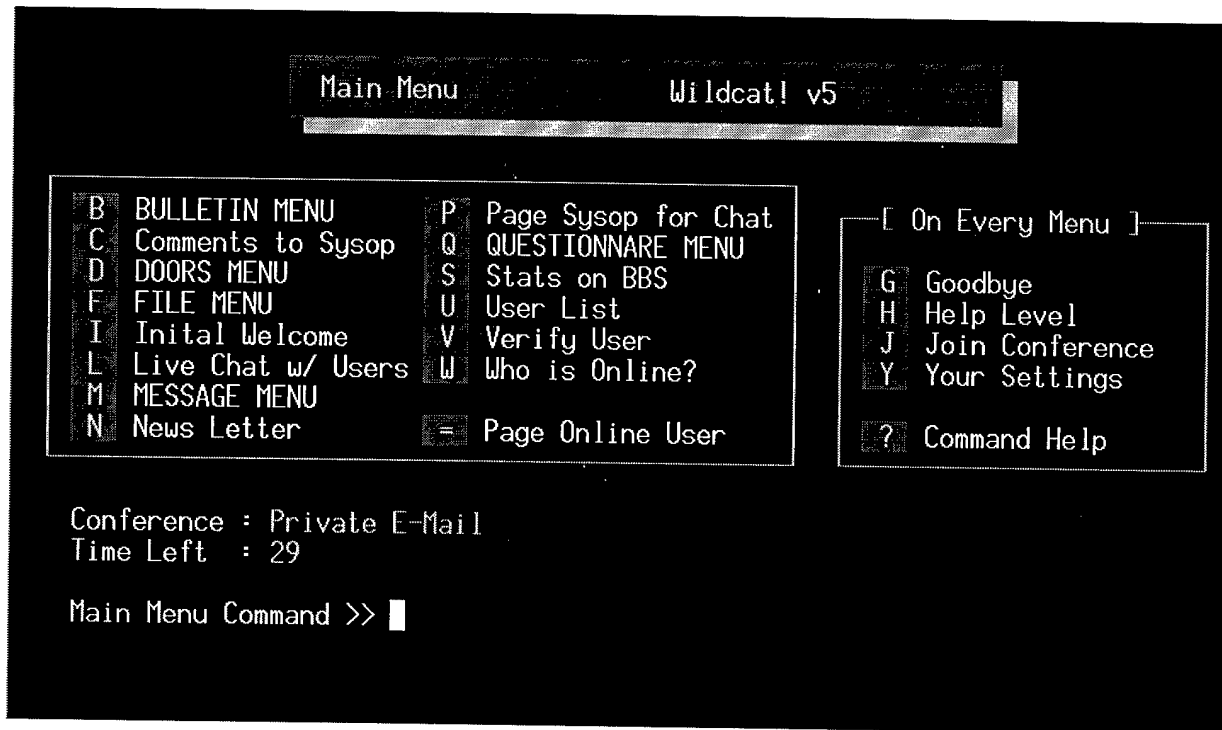 Main Menu Wildcat! v5
B BULLETIN MENU
C Comments to Sysop
D DOORS MENU
F FILE MENU
I Inital Welcome
L Live Chat w/ Users
M MESSAGE MENU
N News Letter
P Page Sysop for Chat
Q QUESTIONNARE MENU
S Stats on BBS
U User List
V Verify User
W Who is Online?
= Page Online User
[ On Every Menu ]
G Goodbye
H Help Level
J Join Conference
Y Your Settings
? Command Help
Conference : Private E-Mail
Time Left : 29
Main Menu Command >>